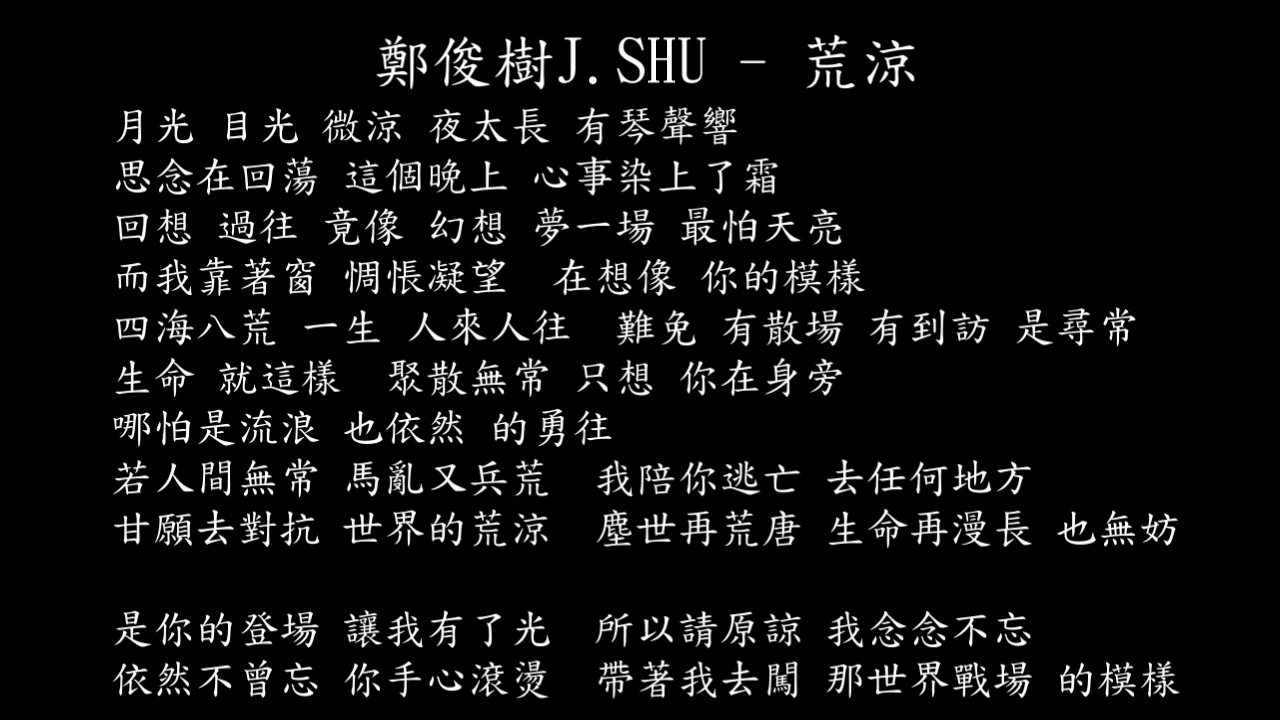 鄭俊樹J.SHU - 荒涼
月光 目光 微涼 夜太長 有琴聲響
思念在回蕩 這個晚上 心事染上了霜
回想 過往 竟像 幻想 夢一場 最怕天亮
而我靠著窗 惆悵凝望 在想像 你的模樣
四海八荒 一生 人來人往 難免 有散場 有到訪 是尋常
生命 就這樣 聚散無常 只想 你在身旁
哪怕是流浪 也依然 的勇往
若人間無常 馬亂又兵荒 我陪你逃亡 去任何地方
甘願去對抗 世界的荒涼 塵世再荒唐 生命再漫長 也無妨
是你的登場 讓我有了光 所以請原諒 我念念不忘
依然不曾忘 你手心滾燙 帶著我去闖 那世界戰場 的模樣